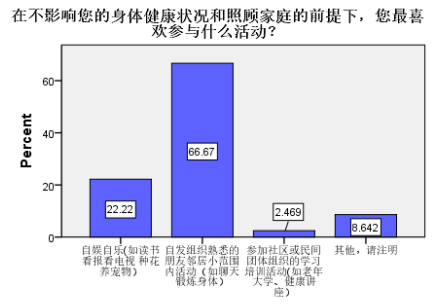 在不影响您的身体健康状况和照顾家庭的前提下，您最喜
欢参与什么活动？
Percent
60
40
20
0
22.22
66.67
2.469
8.642
自娱自乐(如读书
看报看电视 种花
养宠物)
自发组织熟悉的
朋友邻居小范围
内活动（如聊天
锻炼身体）
参加社区或民间
团体组织的学习
培训活动(如老年
大学、健康讲
座）
其他，请注明